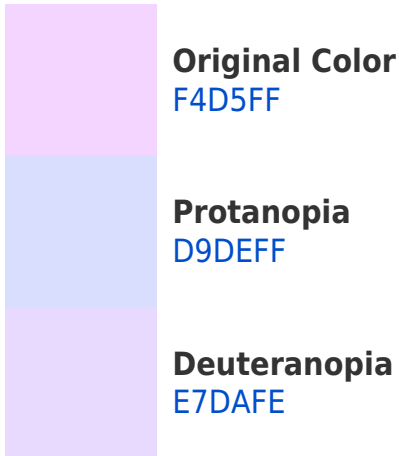 Original Color
F4D5FF
Protanopia
D9DEFF
Deuteranopia
E7DAFE